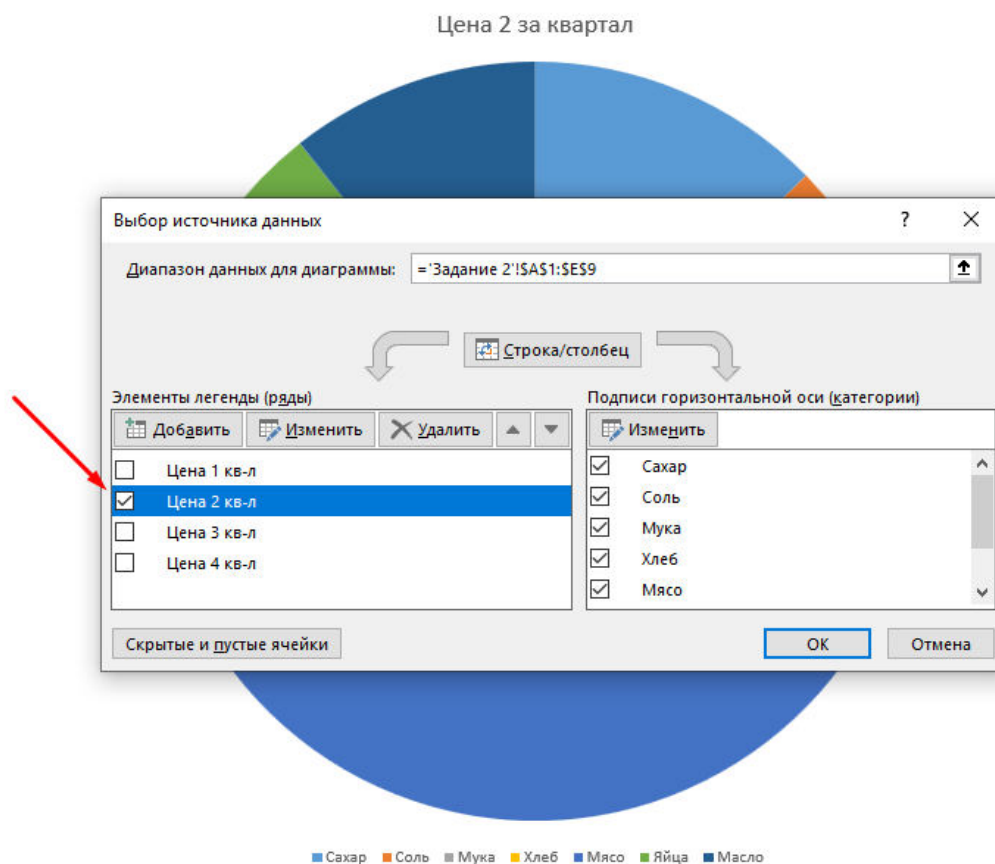 Цена 2 за квартал
Выбор источника данных
?
Диапазон данных для диаграммы:
='Задание 2'!$A$1:$E$9
Строка/столбец
Элементы легенды (ряды)
Добавить
Изменить
Удалить
Цена 1 кв-л
Цена 2 кв-л
Цена 3 кв-л
Цена 4 кв-л
Подписи горизонтальной оси (категории)
Изменить
Сахар
Соль
Мука
Хлеб
Мясо
Скрытые и пустые ячейки
ОК
Отмена
Сахар Соль Мука Хлеб Мясо Яйца Масло